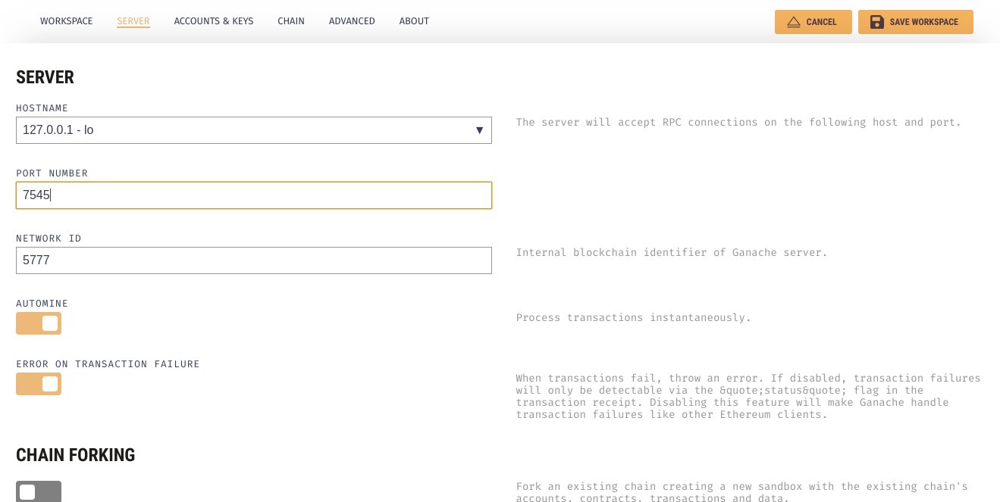 WORKSPACE SERVER ACCOUNTS & KEYS CHAIN ADVANCED ABOUT CANCEL SAVE WORKSPACE
SERVER
HOSTNAME
127.0.0.1 - lo
The server will accept RPC connections on the following host and port.
PORT NUMBER
7545
NETWORK ID
5777
Internal blockchain identifier of Ganache server.
AUTOMINE
Process transactions instantaneously.
ERROR ON TRANSACTION FAILURE
When transactions fail, throw an error. If disabled, transaction failures
will only be detectable via the &quote;status&quote; flag in the
transaction receipt. Disabling this feature will make Ganache handle
transaction failures like other Ethereum clients.
CHAIN FORKING
Fork an existing chain creating a new sandbox with the existing chain's
accounts, contracts, transactions and data.